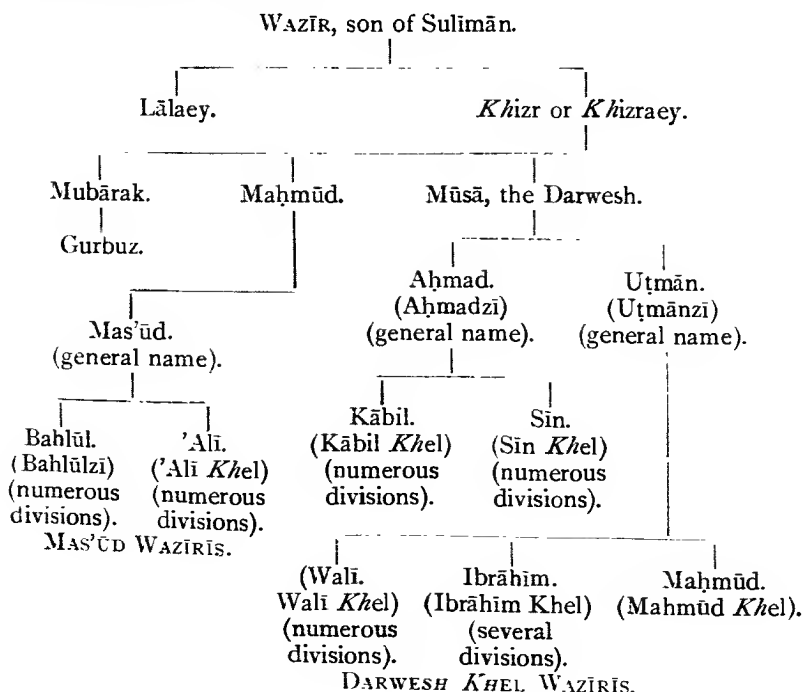 WAZĪR, son of Sulīmān.
Lālaey. Khizr or Khizraey.
Mubārak. Maḥmūd. Mūsā, the Darwesh.
Gurbuz.
Aḥmad. Uṭmān.
(Aḥmadzī) (Uṭmānzī)
(general name). (general name).
Mas'ūd.
(general name).
Kābil. Sīn.
(Kābil Khel) (Sīn Khel)
(numerous (numerous
divisions). divisions).
Bahlūl. 'Alī.
(Bahlūlzī) ('Alī Khel)
(numerous (numerous
divisions). divisions).
MAS'ŪD WAZĪRĪS.
(Walī. Ibrāhīm. Maḥmūd.
Walī Khel) (Ibrāhīm Khel) (Mahmūd Khel).
(numerous (several
divisions). divisions).
DARWESH KHEL WAZĪRĪS.